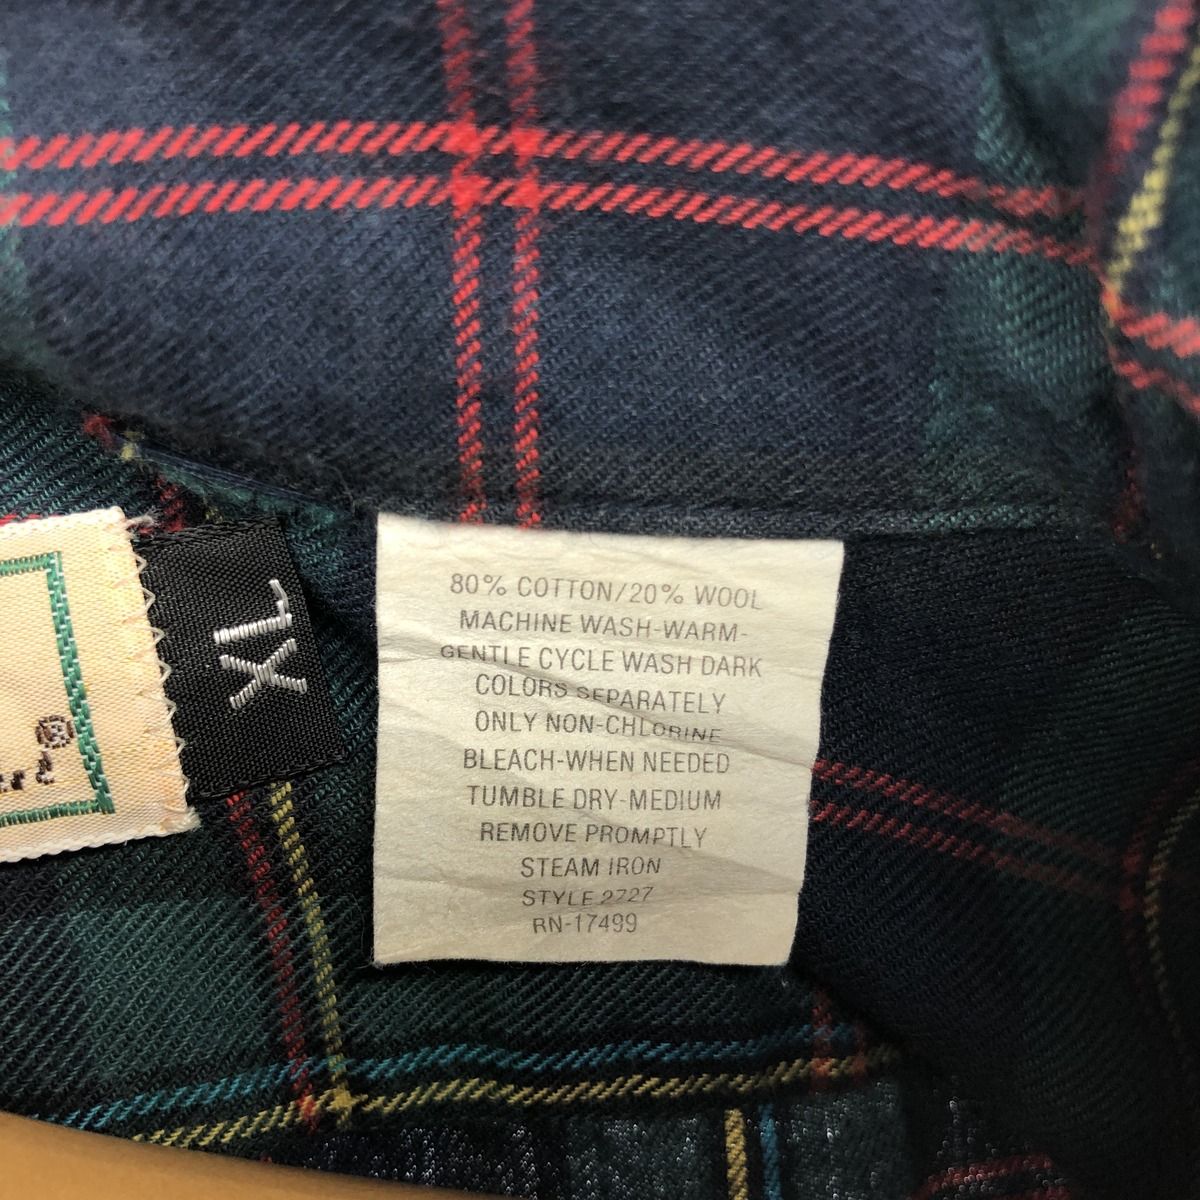 80% COTTON/20% WOOL
MACHINE WASH-WARM-
GENTLE CYCLE WASH DARK
COLORS SEPARATELY
ONLY NON-CHLORINE
BLEACH-WHEN NEEDED
TUMBLE DRY-MEDIUM
REMOVE PROMPTLY
STEAM IRON
STYLE 2727
RN-17499
XL
®